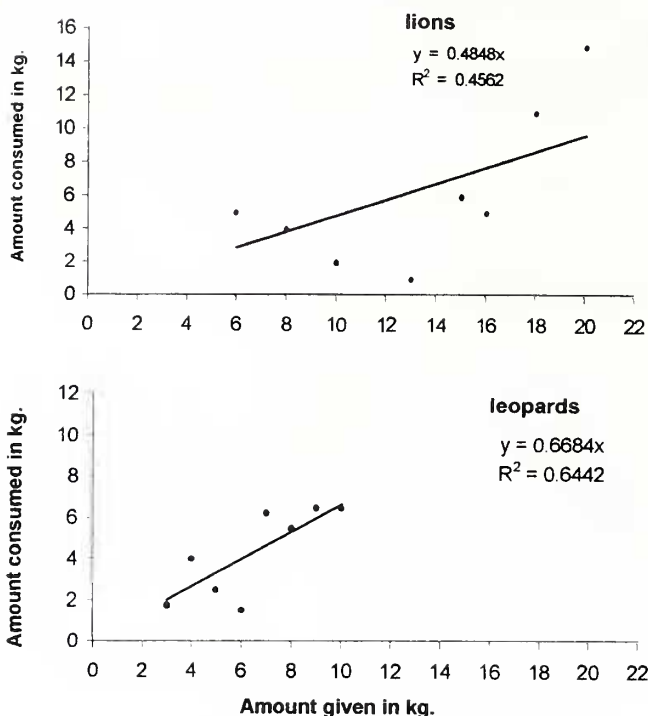 lions
y = 0.4848x
R² = 0.4562
Amount consumed in kg.
16
14
12
10
8
6
4
2
0
0 2 4 6 8 10 12 14 16 18 20 22
leopards
y = 0.6684x
R² = 0.6442
Amount consumed in kg.
12
10
8
6
4
2
0
0 2 4 6 8 10 12 14 16 18 20 22
Amount given in kg.